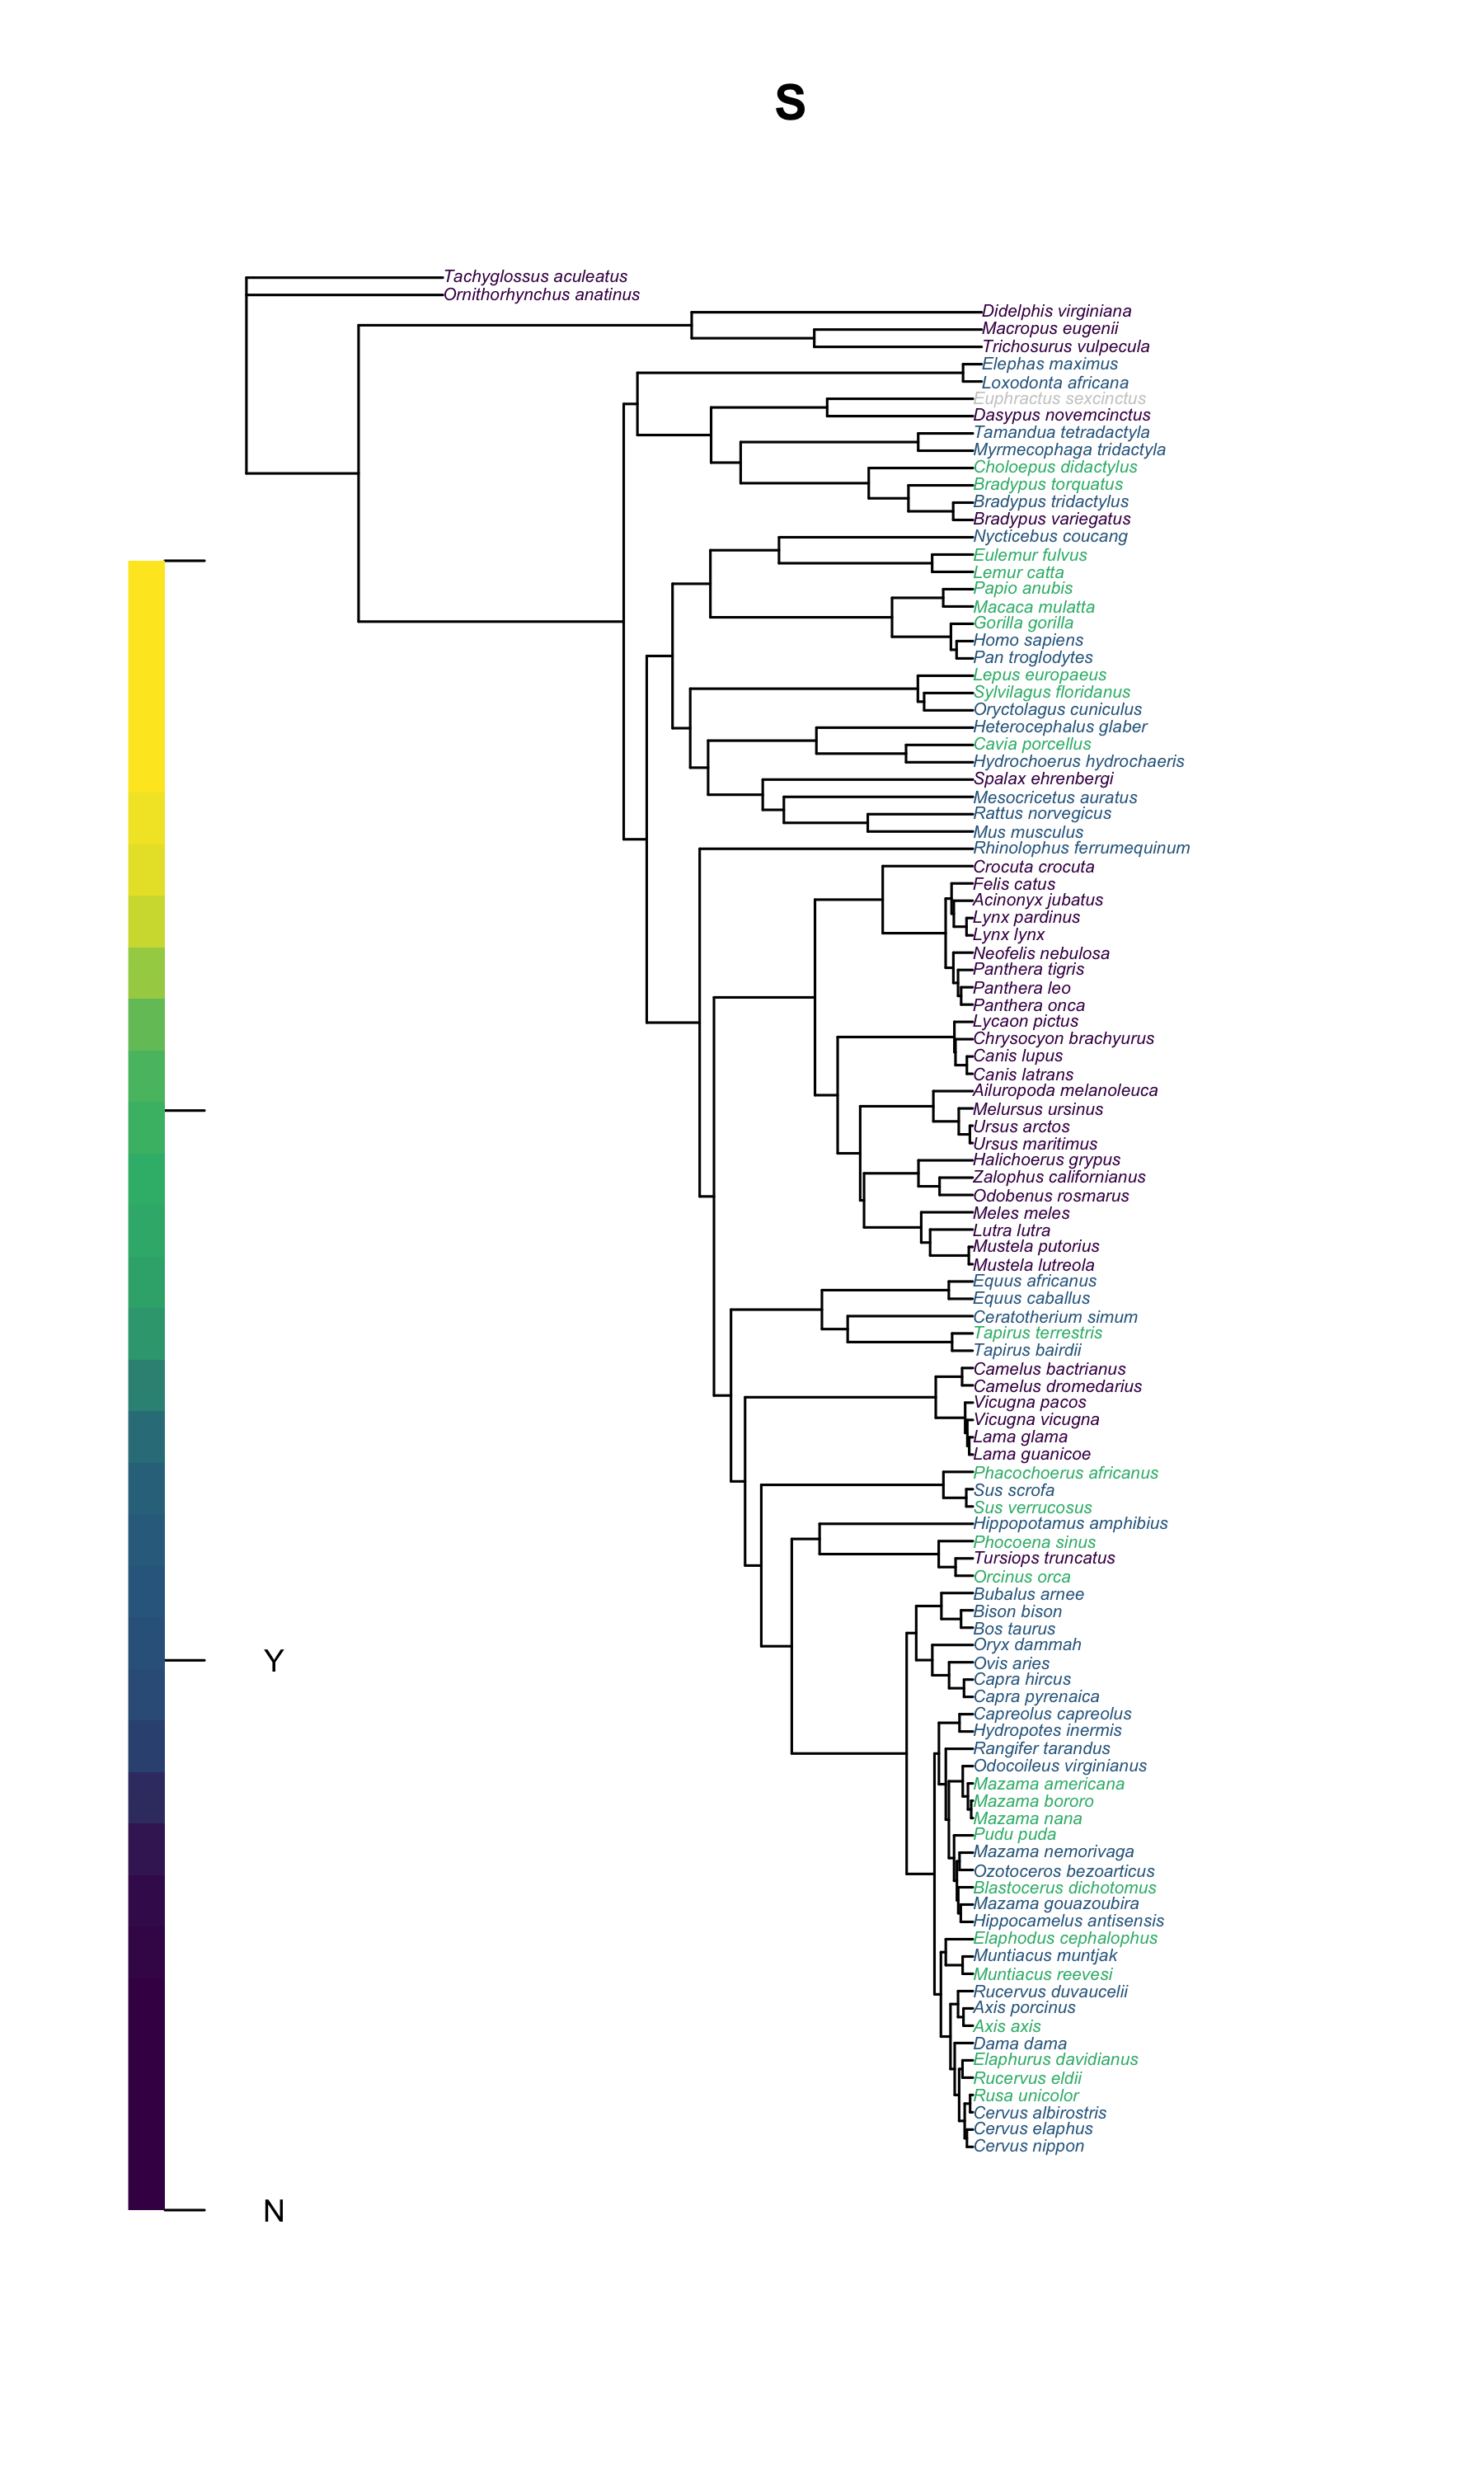 S
Tachyglossus aculeatus
Ornithorhynchus anatinus
Didelphis virginiana
Macropus eugenii
Trichosurus vulpecula
Elephas maximus
Loxodonta africana
Euphractus sexcinctus
Dasypus novemcinctus
Tamandua tetradactyla
Myrmecophaga tridactyla
Choloepus didactylus
Bradypus torquatus
Bradypus tridactylus
Bradypus variegatus
Nycticebus coucang
Eulemur fulvus
Lemur catta
Papio anubis
Macaca mulatta
Gorilla gorilla
Homo sapiens
Pan troglodytes
Lepus europaeus
Sylvilagus floridanus
Oryctolagus cuniculus
Heterocephalus glaber
Cavia porcellus
Hydrochoerus hydrochaeris
Spalax ehrenbergi
Mesocricetus auratus
Rattus norvegicus
Mus musculus
Rhinolophus ferrumequinum
Crocuta crocuta
Felis catus
Acinonyx jubatus
Lynx pardinus
Lynx lynx
Neofelis nebulosa
Panthera tigris
Panthera leo
Panthera onca
Lycaon pictus
Chrysocyon brachyurus
Canis lupus
Canis latrans
Ailuropoda melanoleuca
Melursus ursinus
Ursus arctos
Ursus maritimus
Halichoerus grypus
Zalophus californianus
Odobenus rosmarus
Meles meles
Lutra lutra
Mustela putorius
Mustela lutreola
Equus africanus
Equus caballus
Ceratotherium simum
Tapirus terrestris
Tapirus bairdii
Camelus bactrianus
Camelus dromedarius
Vicugna pacos
Vicugna vicugna
Lama glama
Lama guanicoe
Phacochoerus africanus
Sus scrofa
Sus verrucosus
Hippopotamus amphibius
Phocoena sinus
Tursiops truncatus
Orcinus orca
Bubalus arnee
Bison bison
Bos taurus
Oryx dammah
Ovis aries
Y
Capra hircus
Capra pyrenaica
Capreolus capreolus
Hydropotes inermis
Rangifer tarandus
Odocoileus virginianus
Mazama americana
Mazama bororo
Mazama nana
Pudu puda
Mazama nemorivaga
Ozotoceros bezoarticus
Blastocerus dichotomus
Mazama gouazoubira
Hippocamelus antisensis
Elaphodus cephalophus
Muntiacus muntjak
Muntiacus reevesi
Rucervus duvaucelii
Axis porcinus
Axis axis
Dama dama
Elaphurus davidianus
Rucervus eldii
Rusa unicolor
Cervus albirostris
Cervus elaphus
Cervus nippon
N